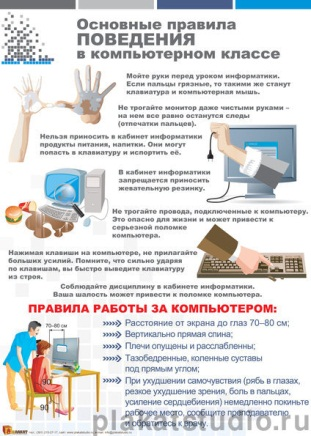 Основные правила
ПОВЕДЕНИЯ
в компьютерном классе
Мойте руки перед уроком информатики.
Если пальцы грязные, то такими же станут
клавиатура и компьютерная мышь.
Не трогайте монитор даже чистыми руками –
на нем все равно останутся следы
(отпечатки пальцев).
Нельзя приносить в кабинет информатики
продукты питания, напитки. Они могут
попасть в клавиатуру и испортить её.
В кабинет информатики
запрещается приносить
жевательную резинку.
Не трогайте провода, подключенные к компьютеру.
Это опасно для жизни и может привести к
серьезной поломке
компьютера.
Нажимая клавиши на компьютере, не прилагайте
больших усилий. Помните, что сильно ударяя
по клавишам, вы быстро выведите клавиатуру
из строя.
Соблюдайте дисциплину в кабинете информатики.
Ваша шалость может привести к поломке компьютера.
ПРАВИЛА РАБОТЫ ЗА КОМПЬЮТЕРОМ:
70–80 см
Расстояние от экрана до глаз 70–80 см;
Вертикально прямая спина;
Плечи опущены и расслаблены;
Тазобедренные, коленные суставы
под прямым углом;
При ухудшении самочувствия (рябь в глазах,
резкое ухудшение зрения, боль в пальцах,
усиление сердцебиения) немедленно покиньте
рабочее место, сообщите преподавателю
и обратитесь к врачу.
plakatstudio.ru